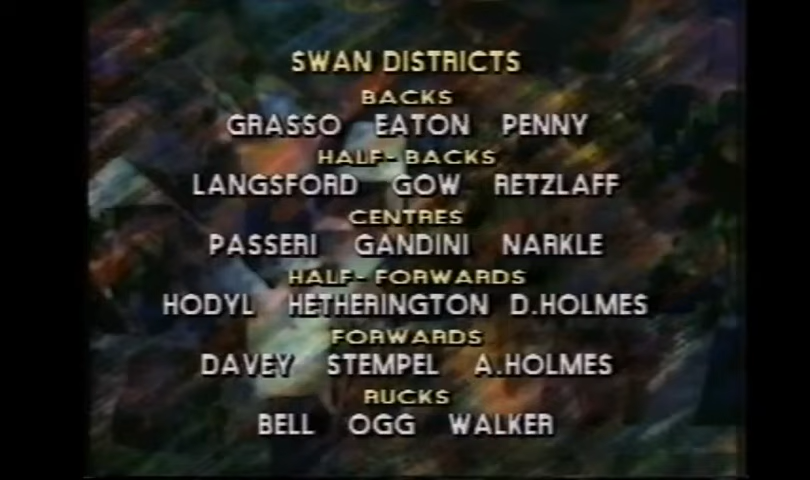 SWAN DISTRICTS
BACKS
GRASSO EATON PENNY
HALF-BACKS
LANGSFORD GOW RETZLAFF
CENTRES
PASSERI GANDINI NARKLE
HALF-FORWARDS
HODYL HETHERINGTON D.HOLMES
FORWARDS
DAVEY STEMPEL A.HOLMES
RUCKS
BELL OGG WALKER